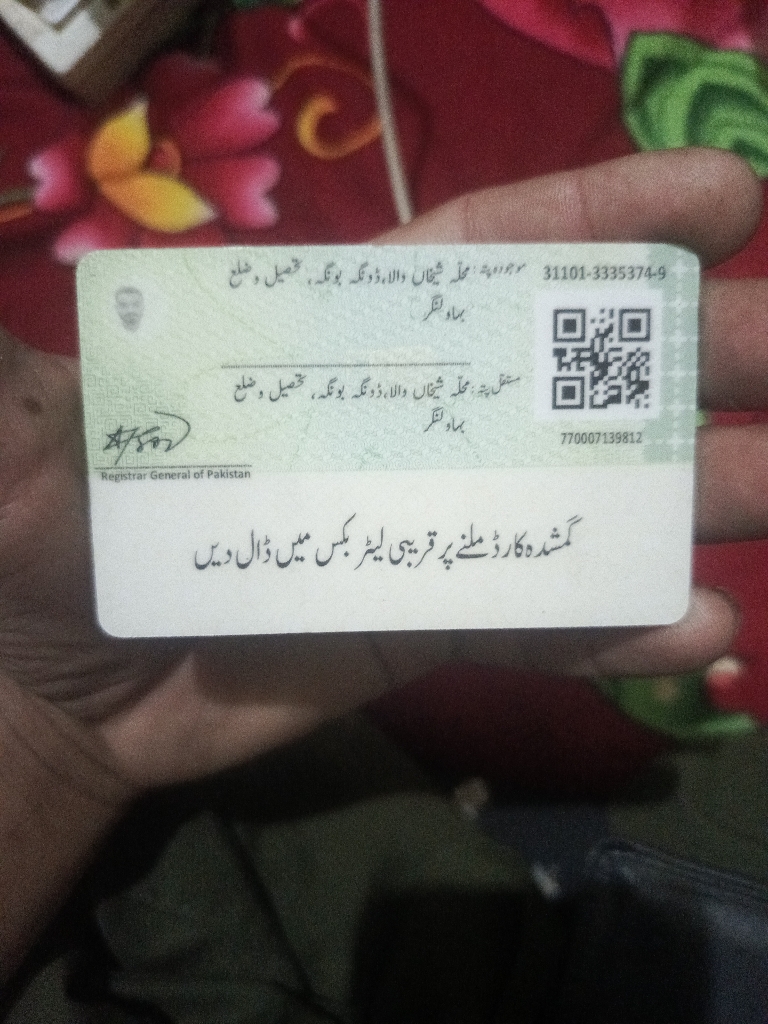 موجودہ پتہ: محلہ شیخاں والا، ڈونگہ بونگہ، تحصیل و ضلع
بہاولنگر
31101-3335374-9
مستقل پتہ: محلہ شیخاں والا، ڈونگہ بونگہ، تحصیل و ضلع
بہاولنگر
770007139812
Registrar General of Pakistan
گمشدہ کارڈ ملنے پر قریبی لیٹر بکس میں ڈال دیں